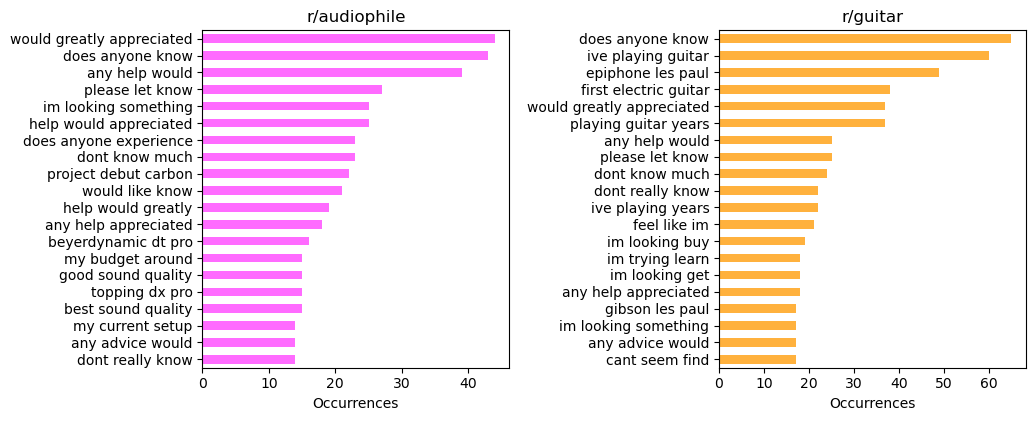 r/audiophile
would greatly appreciated
does anyone know
any help would
please let know
im looking something
help would appreciated
does anyone experience
dont know much
project debut carbon
would like know
help would greatly
any help appreciated
beyerdynamic dt pro
my budget around
good sound quality
topping dx pro
best sound quality
my current setup
any advice would
dont really know
0 10 20 30 40
Occurrences
r/guitar
does anyone know
ive playing guitar
epiphone les paul
first electric guitar
would greatly appreciated
playing guitar years
any help would
please let know
dont know much
dont really know
ive playing years
feel like im
im looking buy
im trying learn
im looking get
any help appreciated
gibson les paul
im looking something
any advice would
cant seem find
0 10 20 30 40 50 60
Occurrences